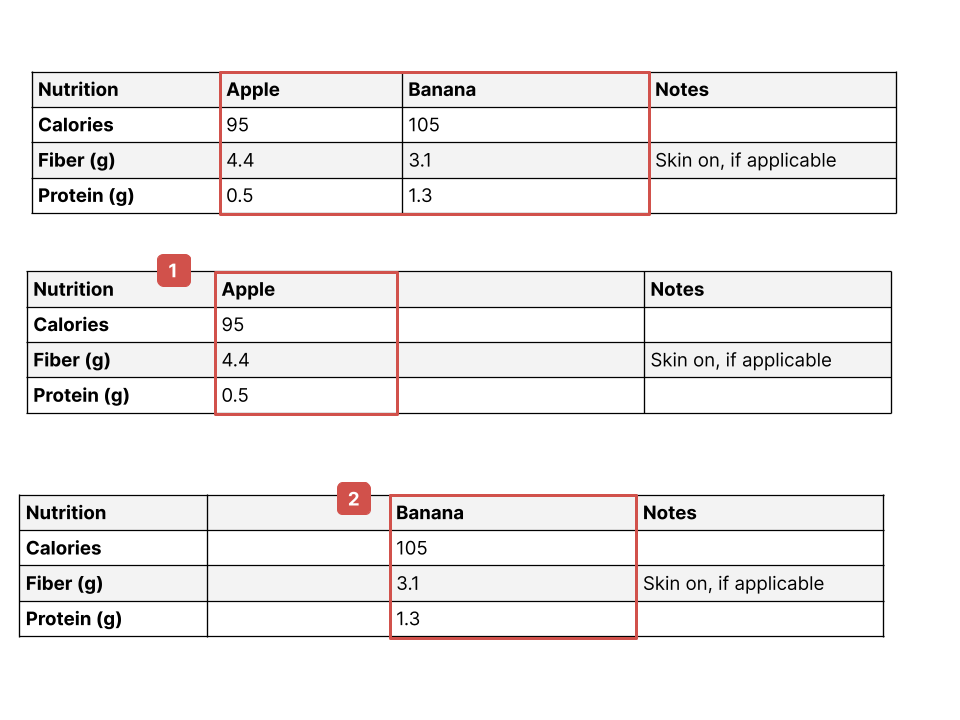 Nutrition Apple Banana Notes
Calories 95 105
Fiber (g) 4.4 3.1 Skin on, if applicable
Protein (g) 0.5 1.3
1
Nutrition Apple Notes
Calories 95
Fiber (g) 4.4 Skin on, if applicable
Protein (g) 0.5
2
Nutrition Banana Notes
Calories 105
Fiber (g) 3.1 Skin on, if applicable
Protein (g) 1.3